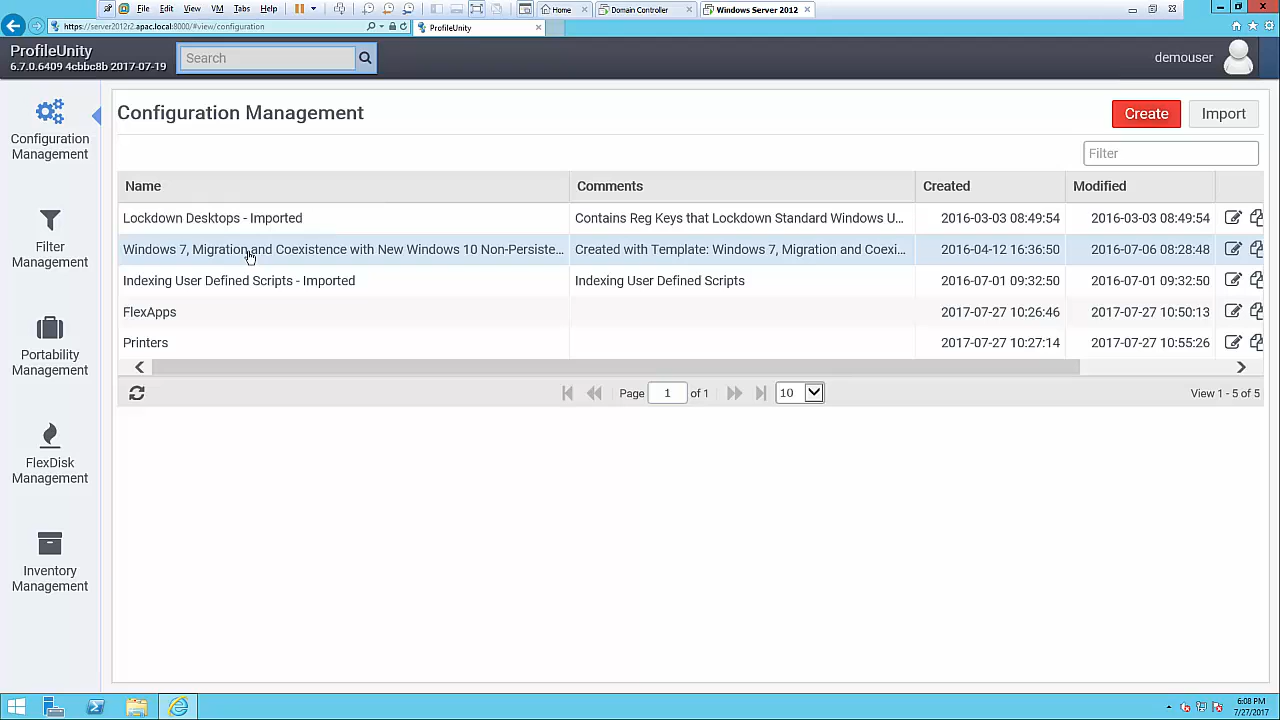 File Edit View VM Tabs Help
Home
Domain Controller
Windows Server 2012
https://server2012r2.apac.local:8000/#view/configuration
ProfileUnity
ProfileUnity
6.7.0.6409 4cbbc8b 2017-07-19
Search
demouser
Configuration Management
Filter Management
Portability Management
FlexDisk Management
Inventory Management
Configuration Management
Create
Import
Filter
Name Comments Created Modified
Lockdown Desktops - Imported Contains Reg Keys that Lockdown Standard Windows U... 2016-03-03 08:49:54 2016-03-03 08:49:54
Windows 7, Migration and Coexistence with New Windows 10 Non-Persiste... Created with Template: Windows 7, Migration and Coexi... 2016-04-12 16:36:50 2016-07-06 08:28:48
Indexing User Defined Scripts - Imported Indexing User Defined Scripts 2016-07-01 09:32:50 2016-07-01 09:32:50
FlexApps 2017-07-27 10:26:46 2017-07-27 10:50:13
Printers 2017-07-27 10:27:14 2017-07-27 10:55:26
Page 1 of 1 10 View 1 - 5 of 5
6:08 PM
7/27/2017